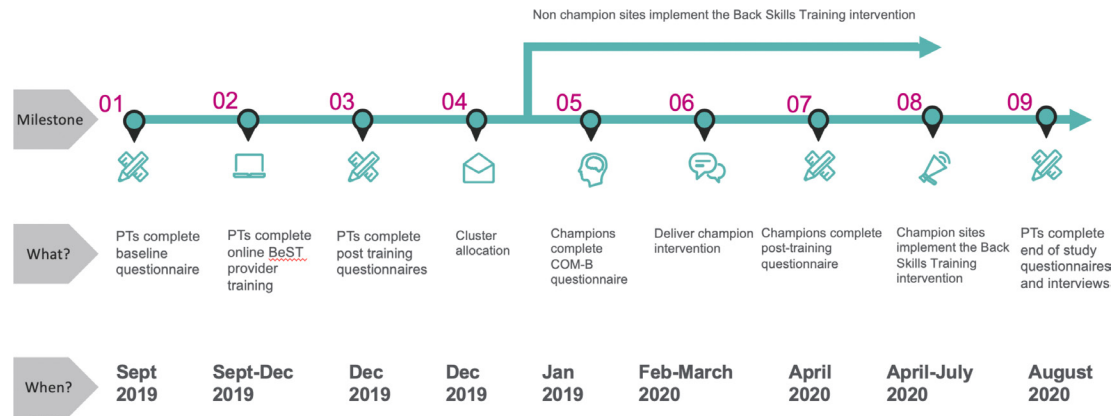 Non champion sites implement the Back Skills Training intervention
Milestone
01
02
03
04
05
06
07
08
09
What?
PTs complete
baseline
questionnaire
PTs complete
online BeST
provider
training
PTs complete
post training
questionnaires
Cluster
allocation
Champions
complete
COM-B
questionnaire
Deliver champion
intervention
Champions complete
post-training
questionnaire
Champion sites
implement the Back
Skills Training
intervention
PTs complete
end of study
questionnaires
and interviews
When?
Sept
2019
Sept-Dec
2019
Dec
2019
Dec
2019
Jan
2019
Feb-March
2020
April
2020
April-July
2020
August
2020